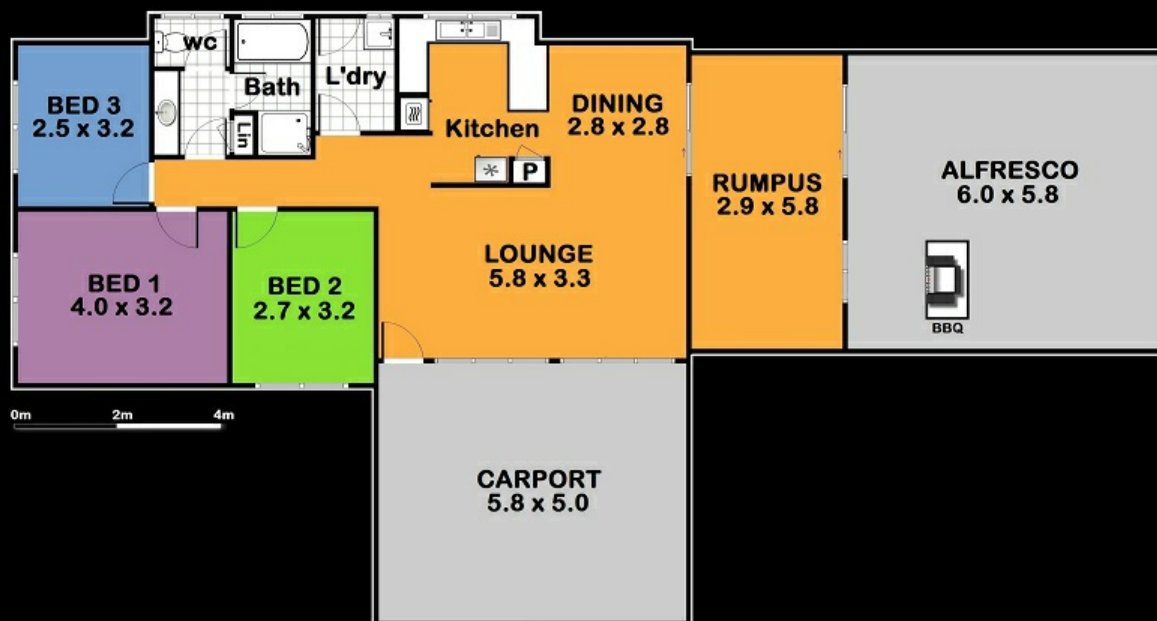 WC
Bath
L'dry
BED 3
2.5 x 3.2
Lin
Kitchen
DINING
2.8 x 2.8
P
RUMPUS
2.9 x 5.8
ALFRESCO
6.0 x 5.8
BED 1
4.0 x 3.2
BED 2
2.7 x 3.2
LOUNGE
5.8 x 3.3
BBQ
0m 2m 4m
CARPORT
5.8 x 5.0